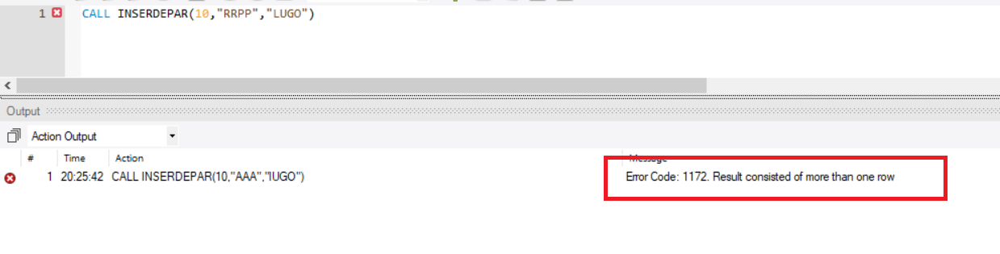 1 CALL INSERDEPAR(10,"RRPP","LUGO")
Output
Action Output
# Time Action Message
1 20:25:42 CALL INSERDEPAR(10,"AAA","lUGO") Error Code: 1172. Result consisted of more than one row